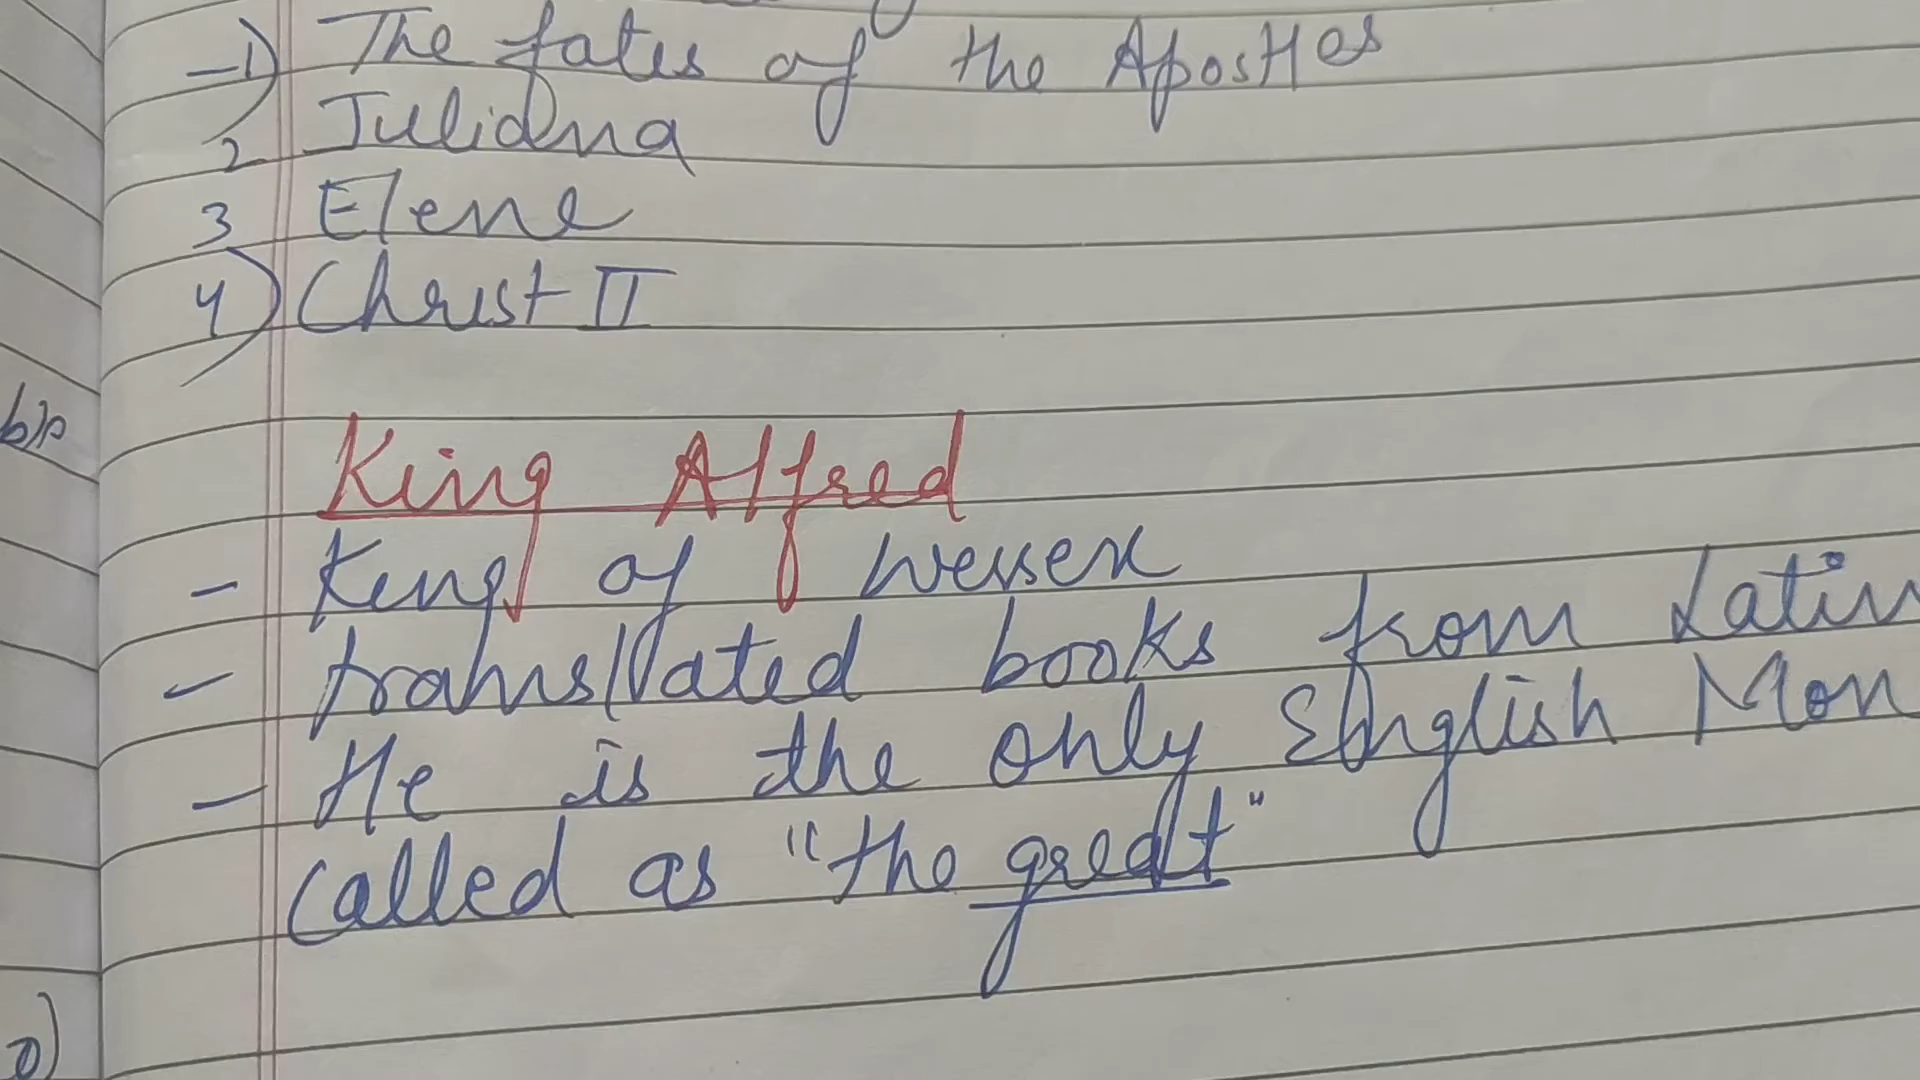 1) The fates of the Apostles
2 Juliana
3 Elene
4) Christ II
King Alfred
- King of Wessex
- translated books from Latin
- He is the only English Mon
called as "the great"